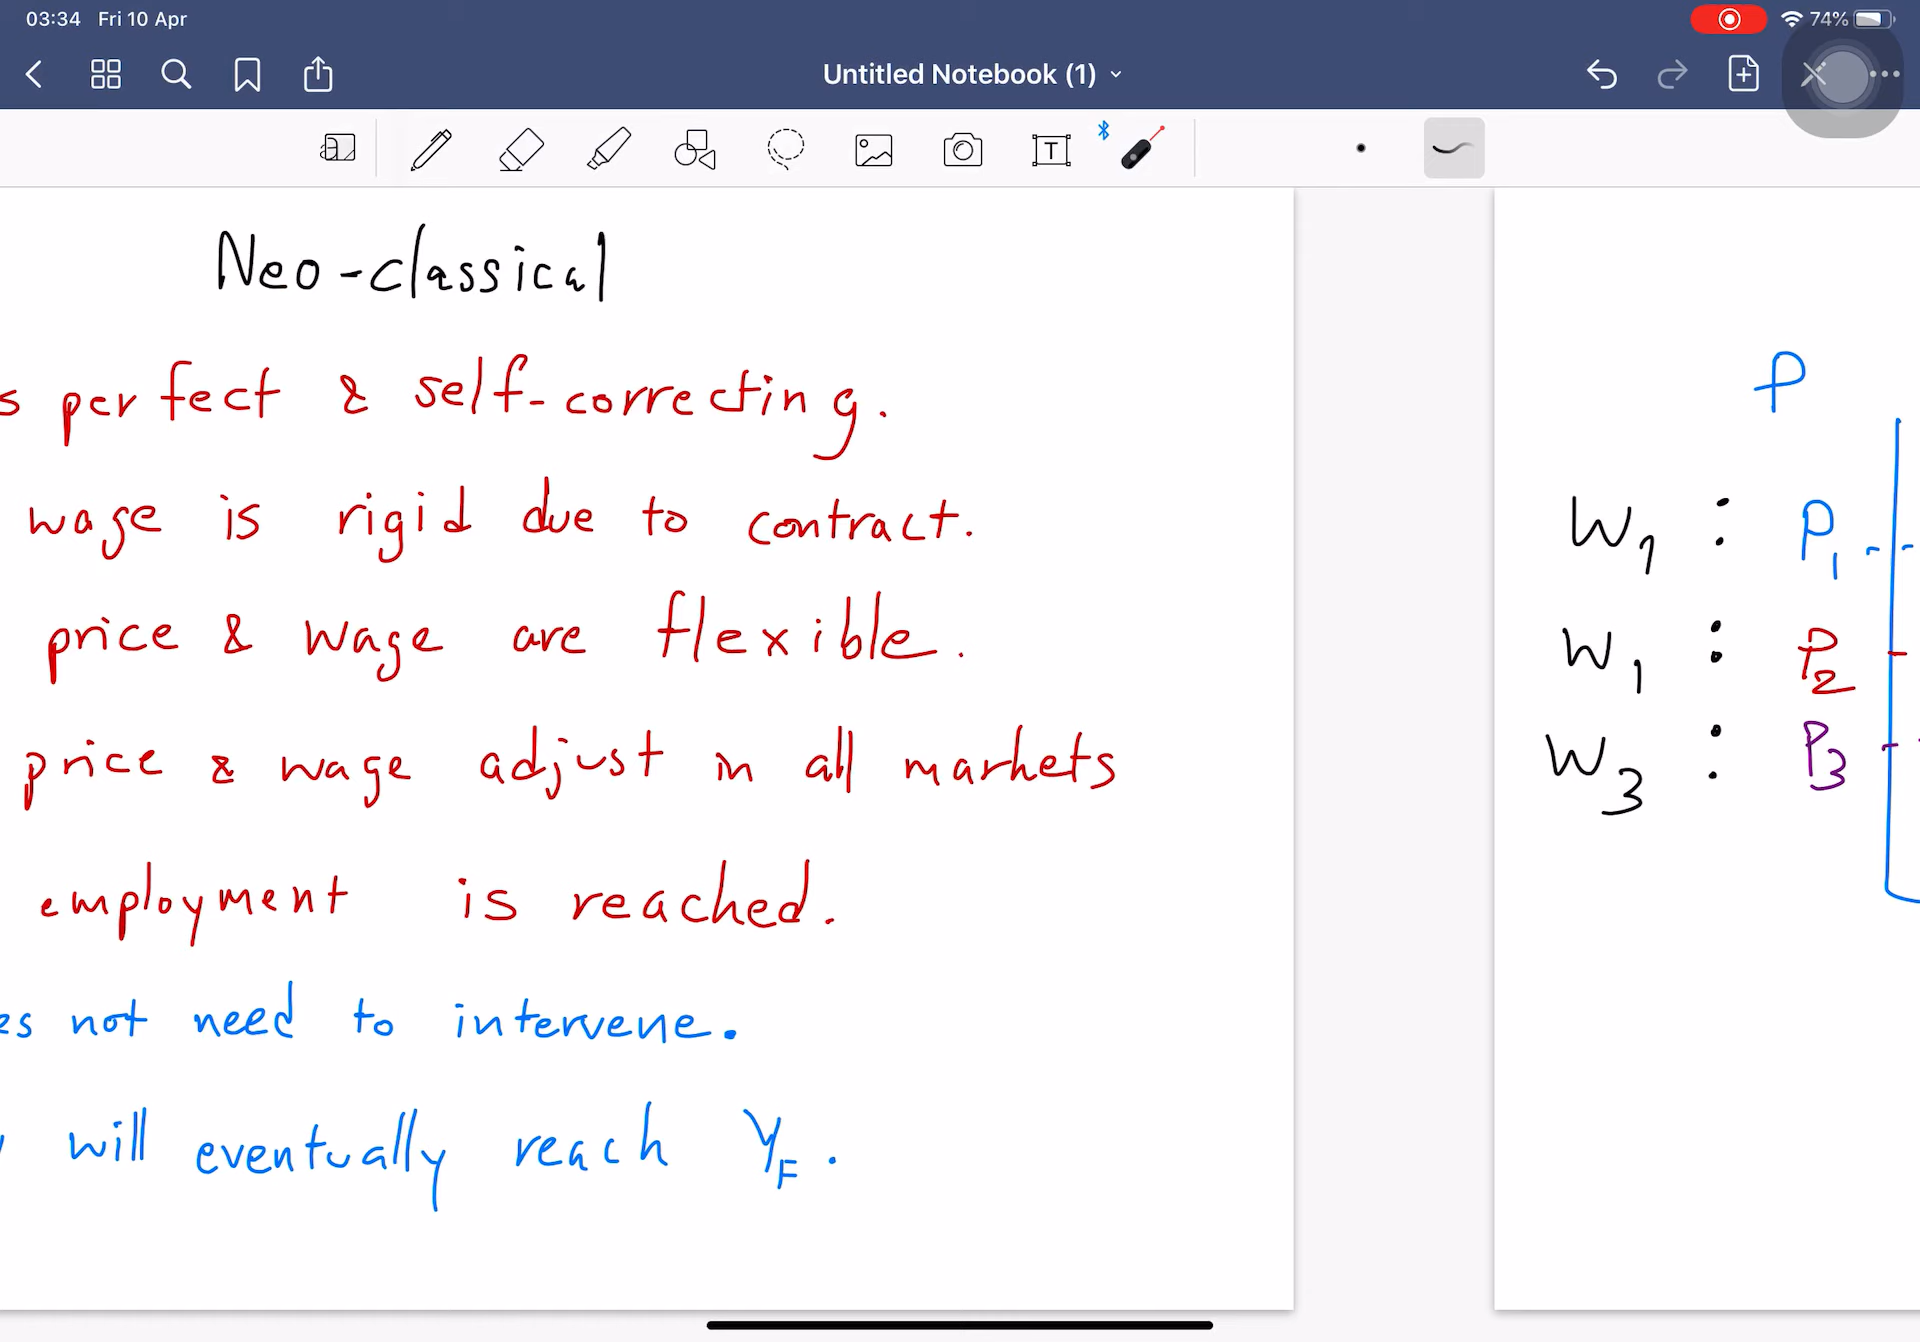 03:34 Fri 10 Apr
74%
Untitled Notebook (1)
T
Neo-classical
s perfect & self-correcting.
wage is rigid due to contract.
price & wage are flexible.
price & wage adjust in all markets
employment is reached.
es not need to intervene.
will eventually reach YF.
P
W1 : P1
W1 : P2
W3 : P3